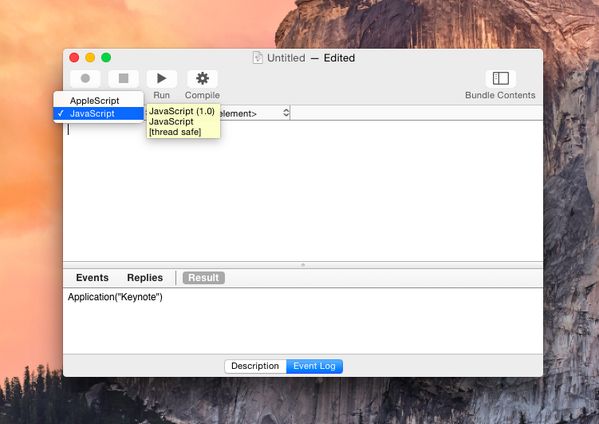 Untitled — Edited
Run
Compile
Bundle Contents
AppleScript
✓ JavaScript
element>
JavaScript (1.0)
JavaScript
[thread safe]
Events
Replies
Result
Application("Keynote")
Description
Event Log